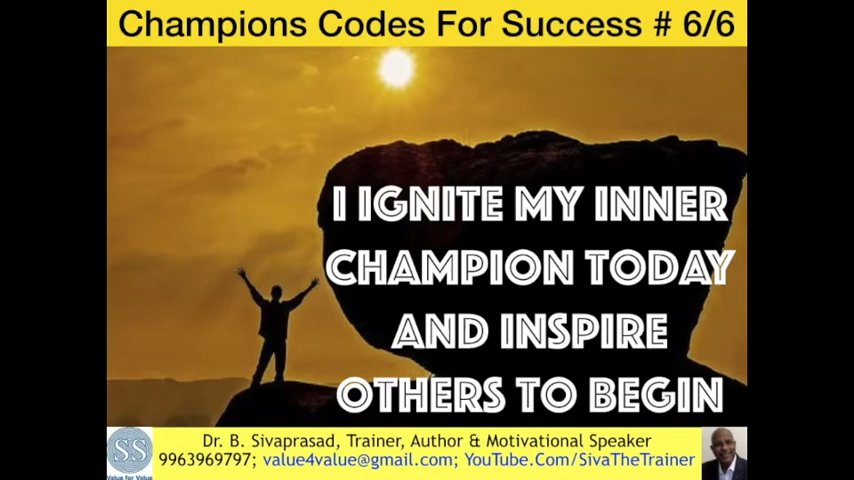 Champions Codes For Success # 6/6
I IGNITE MY INNER
CHAMPION TODAY
AND INSPIRE
OTHERS TO BEGIN
SS
Value for Value
Dr. B. Sivaprasad, Trainer, Author & Motivational Speaker
9963969797; value4value@gmail.com; YouTube.Com/SivaTheTrainer